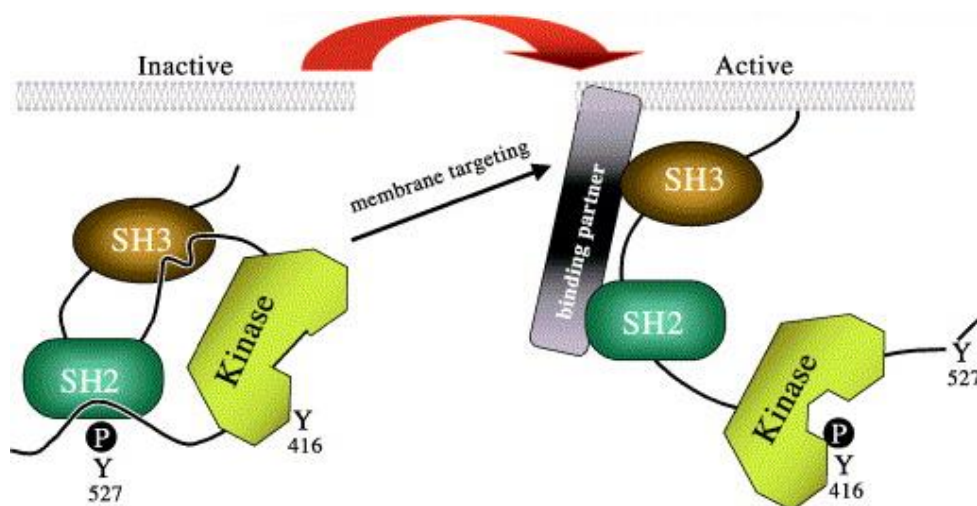 Inactive
Active
membrane targeting
binding partner
SH3
SH3
SH2
SH2
Kinase
Kinase
Y
416
P
Y
527
Y
527
P
Y
416